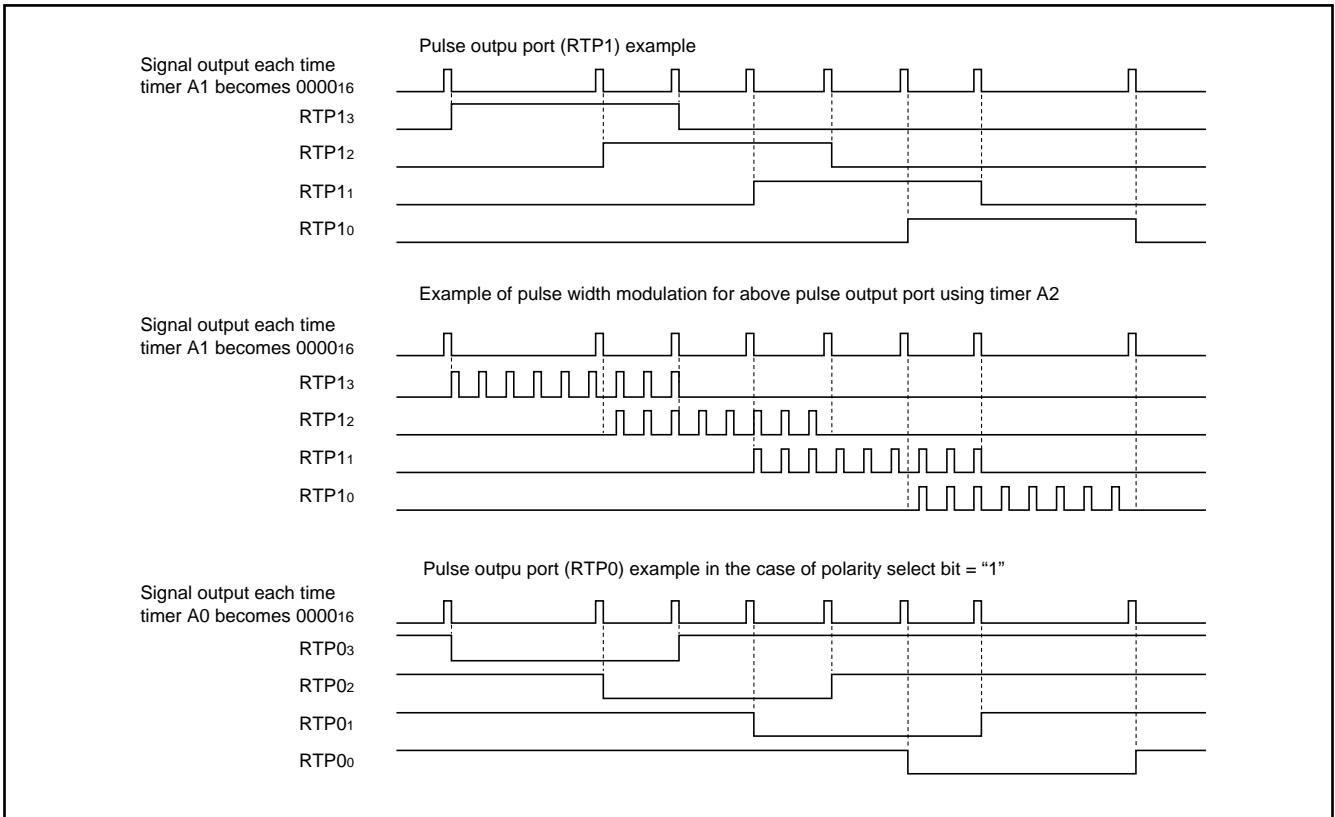 Pulse outpu port (RTP1) example
Signal output each time
timer A1 becomes 0000₁₆
RTP1₃
RTP1₂
RTP1₁
RTP1₀
Example of pulse width modulation for above pulse output port using timer A2
Signal output each time
timer A1 becomes 0000₁₆
RTP1₃
RTP1₂
RTP1₁
RTP1₀
Pulse outpu port (RTP0) example in the case of polarity select bit = “1”
Signal output each time
timer A0 becomes 0000₁₆
RTP0₃
RTP0₂
RTP0₁
RTP0₀